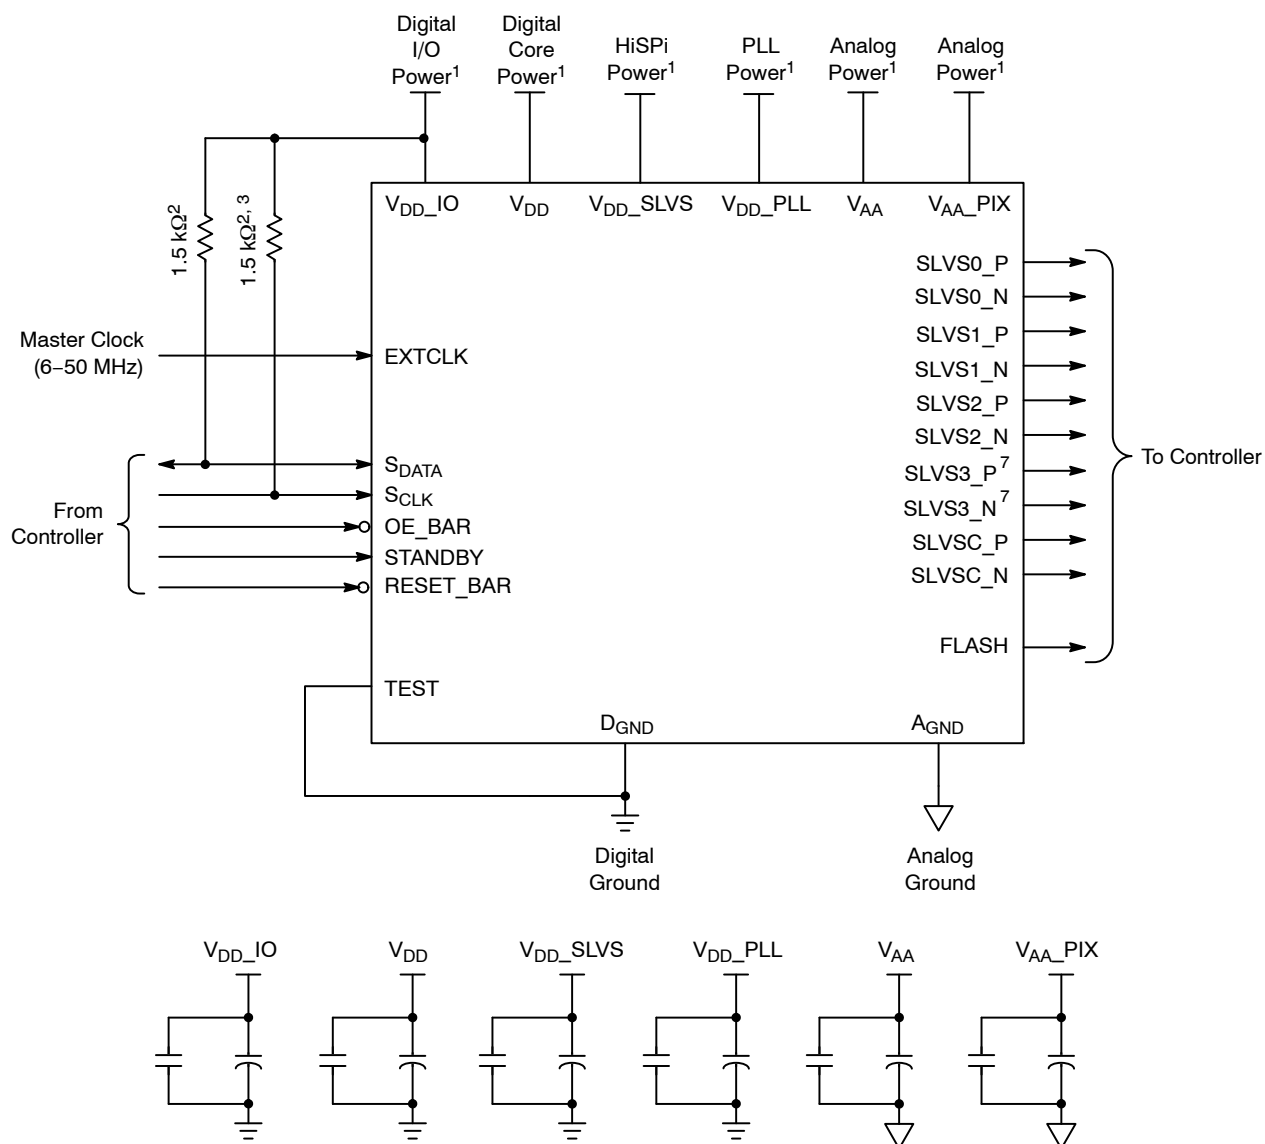 Digital
I/O
Power1
Digital
Core
Power1
HiSPi
Power1
PLL
Power1
Analog
Power1
Analog
Power1
VDD_IO
VDD
VDD_SLVS
VDD_PLL
VAA
VAA_PIX
1.5 kΩ2
1.5 kΩ2, 3
Master Clock
(6–50 MHz)
EXTCLK
From
Controller
SDATA
SCLK
OE_BAR
STANDBY
RESET_BAR
TEST
SLVS0_P
SLVS0_N
SLVS1_P
SLVS1_N
SLVS2_P
SLVS2_N
SLVS3_P7
SLVS3_N7
SLVSC_P
SLVSC_N
FLASH
To Controller
DGND
AGND
Digital
Ground
Analog
Ground
VDD_IO
VDD
VDD_SLVS
VDD_PLL
VAA
VAA_PIX